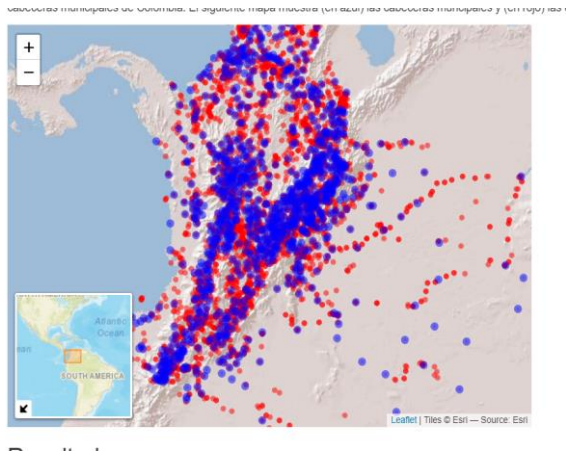 cabeceras municipales de Colombia. El siguiente mapa muestra (en azul) las cabeceras municipales y (en rojo) las
+
−
Atlantic
Ocean
ean
SOUTH AMERICA
Leaflet | Tiles © Esri — Source: Esri